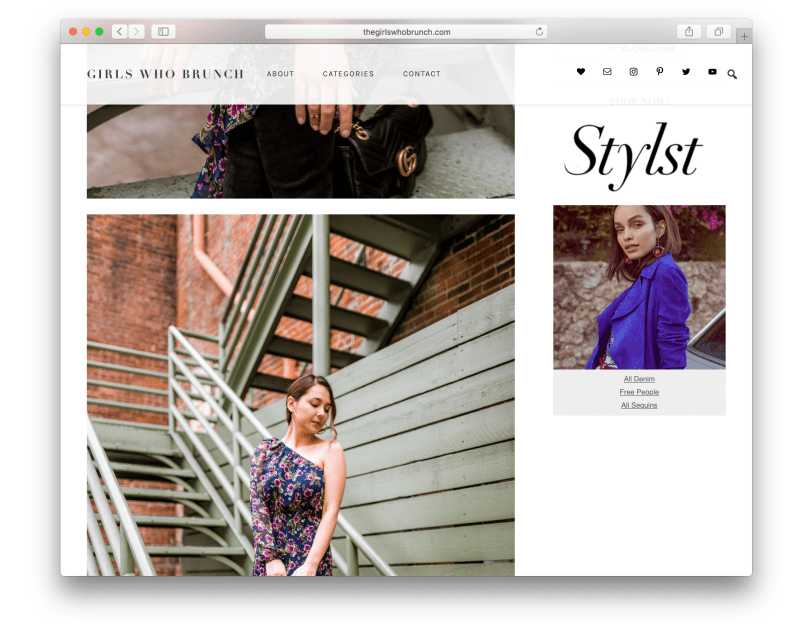 thegirlswhobrunch.com
GIRLS WHO BRUNCH
ABOUT
CATEGORIES
CONTACT
SHOP NOW!
Stylst
All Denim
Free People
All Sequins